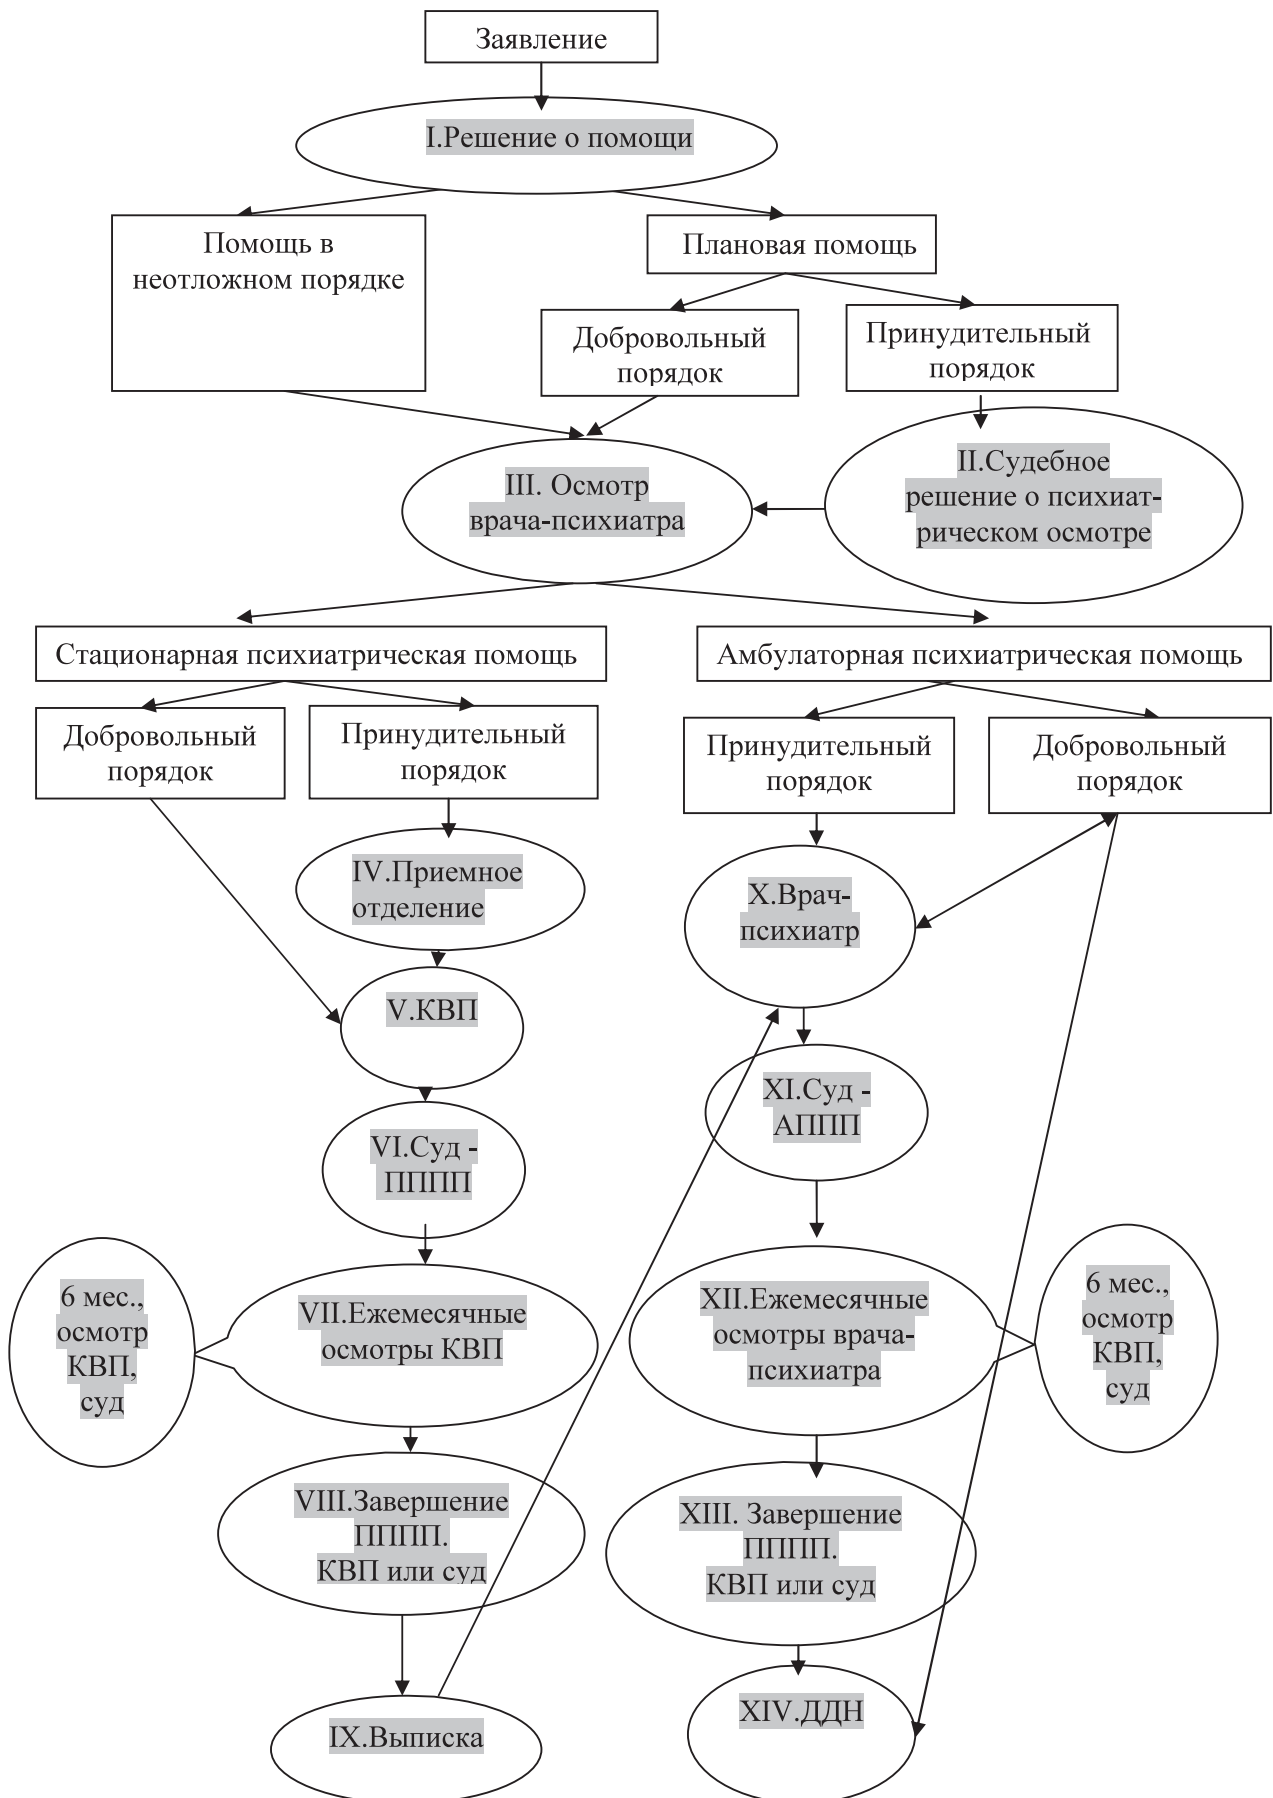 Заявление
I.Решение о помощи
Помощь в
неотложном порядке
Плановая помощь
Добровольный
порядок
Принудительный
порядок
II.Судебное
решение о психиат-
рическом осмотре
III. Осмотр
врача-психиатра
Стационарная психиатрическая помощь
Амбулаторная психиатрическая помощь
Добровольный
порядок
Принудительный
порядок
Принудительный
порядок
Добровольный
порядок
IV.Приемное
отделение
X.Врач-
психиатр
V.КВП
XI.Суд -
АППП
VI.Суд -
ПППП
6 мес.,
осмотр
КВП,
суд
VII.Ежемесячные
осмотры КВП
XII.Ежемесячные
осмотры врача-
психиатра
6 мес.,
осмотр
КВП,
суд
VIII.Завершение
ПППП.
КВП или суд
XIII. Завершение
ПППП.
КВП или суд
IX.Выписка
XIV.ДДН